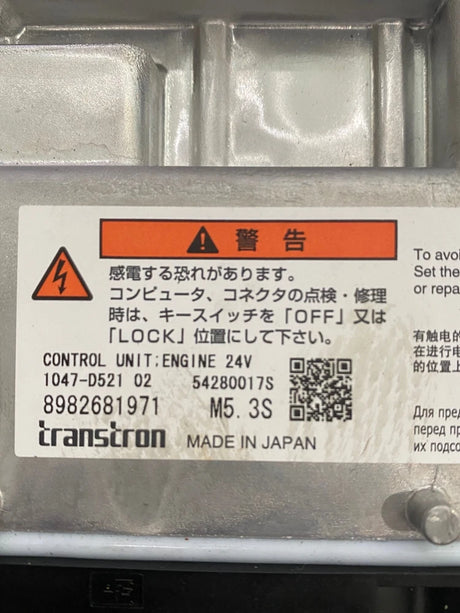 警告
感電する恐れがあります。
コンピュータ、コネクタの点検・修理
時は、キースイッチを「OFF」又は
「LOCK」位置にして下さい。
CONTROL UNIT;ENGINE 24V
1047-D521 02 54280017S
8982681971 M5.3S
transtron MADE IN JAPAN
To avoi
Set the
or repa
有触电的
在进行电
的位置上
Для пред
перед пр
их подсо